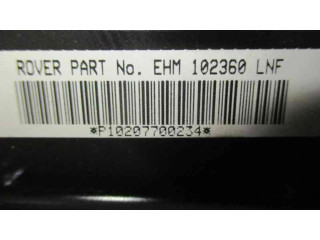 ROVER PART No. EHM 102360 LNF
*P10207700234*